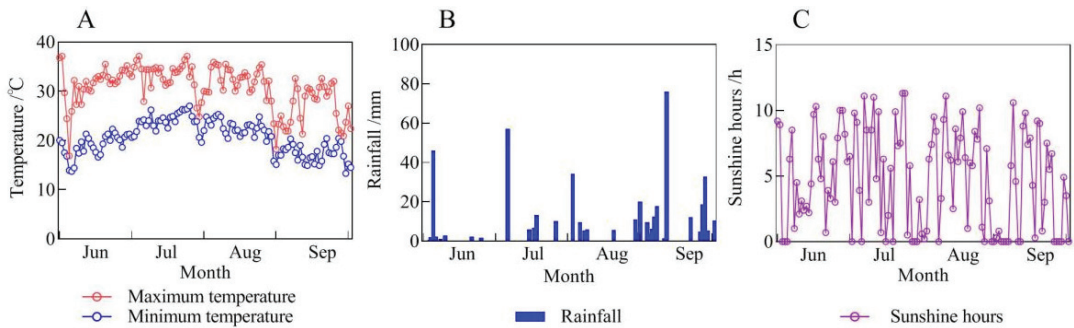 A
Temperature /℃
40
30
20
10
0
Jun Jul Aug Sep
Month
Maximum temperature
Minimum temperature
B
Rainfall /mm
100
80
60
40
20
0
Jun Jul Aug Sep
Month
Rainfall
C
Sunshine hours /h
15
10
5
0
Jun Jul Aug Sep
Month
Sunshine hours